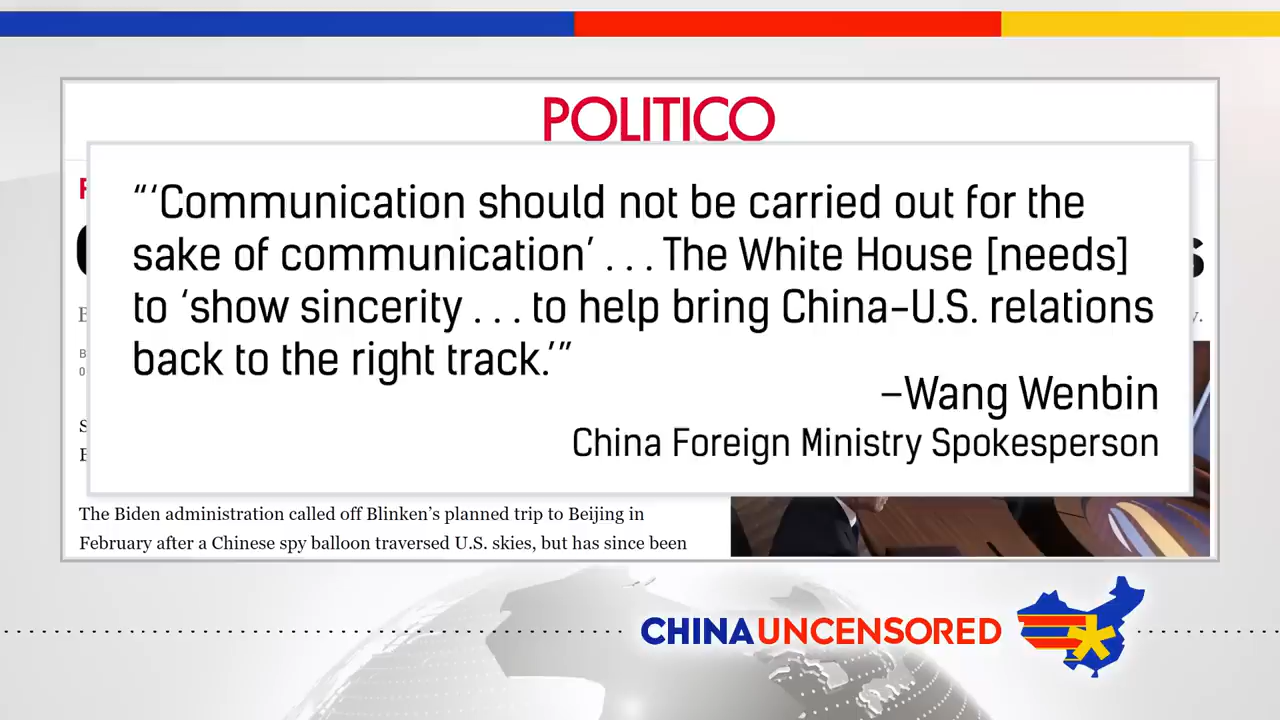 POLITICO
“‘Communication should not be carried out for the
sake of communication’ . . . The White House [needs]
to ‘show sincerity . . . to help bring China–U.S. relations
back to the right track.’”
–Wang Wenbin
China Foreign Ministry Spokesperson
The Biden administration called off Blinken’s planned trip to Beijing in
February after a Chinese spy balloon traversed U.S. skies, but has since been
CHINA UNCENSORED